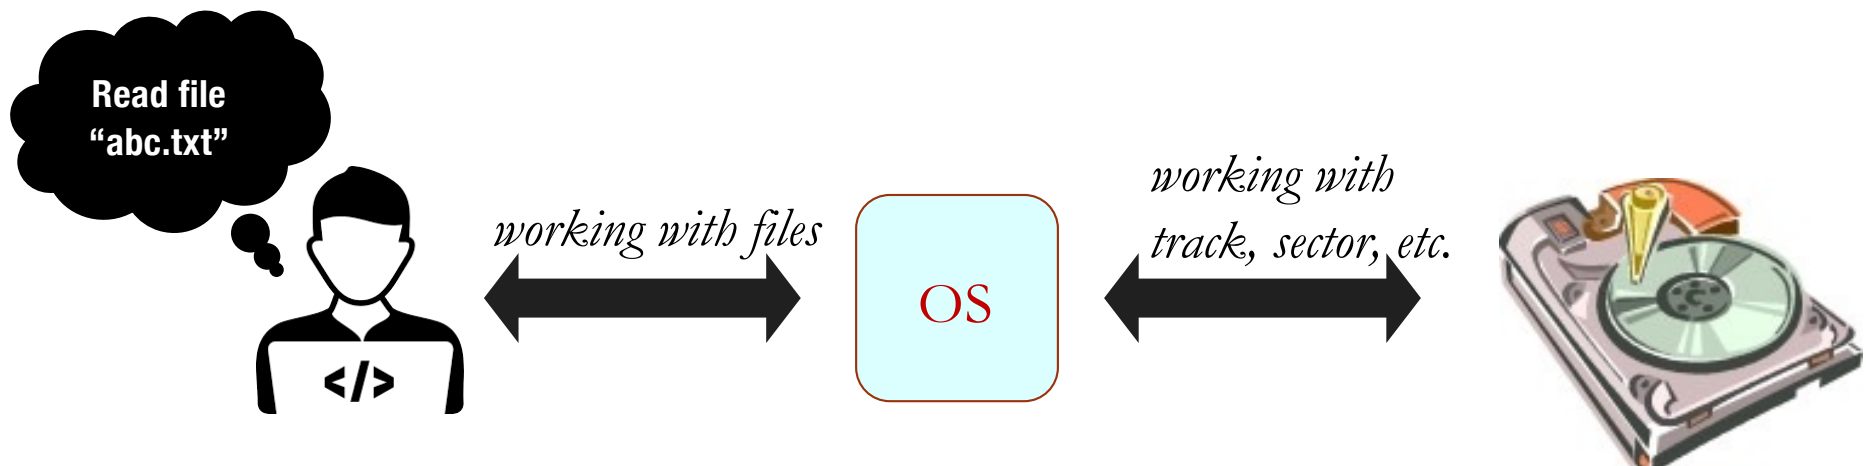 Read file
“abc.txt”
working with files
OS
working with
track, sector, etc.
</>